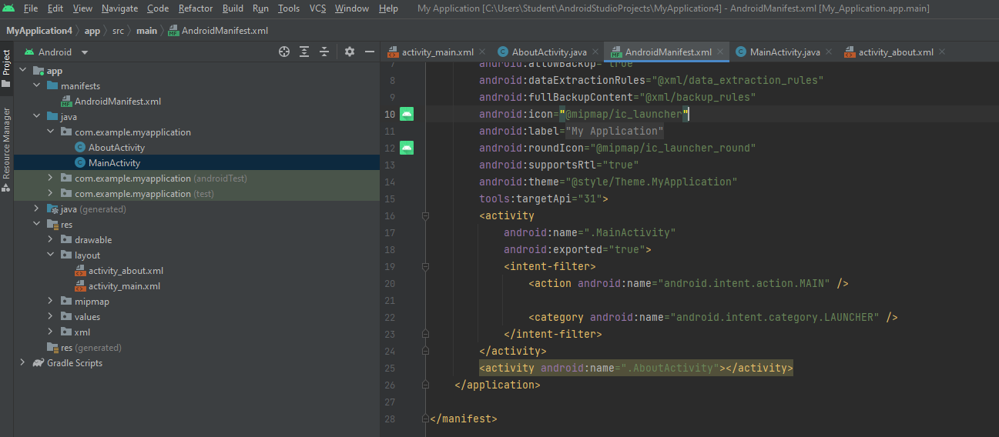 File Edit View Navigate Code Refactor Build Run Tools VCS Window Help My Application [C:\Users\Student\AndroidStudioProjects\MyApplication4] - AndroidManifest.xml [My_Application.app.main]
MyApplication4 app src main AndroidManifest.xml
Project
Resource Manager
Android
app
manifests
AndroidManifest.xml
java
com.example.myapplication
AboutActivity
MainActivity
com.example.myapplication (androidTest)
com.example.myapplication (test)
java (generated)
res
drawable
layout
activity_about.xml
activity_main.xml
mipmap
values
xml
res (generated)
Gradle Scripts
activity_main.xml AboutActivity.java AndroidManifest.xml MainActivity.java activity_about.xml
7 android:allowBackup="true"
8 android:dataExtractionRules="@xml/data_extraction_rules"
9 android:fullBackupContent="@xml/backup_rules"
10 android:icon="@mipmap/ic_launcher"
11 android:label="My Application"
12 android:roundIcon="@mipmap/ic_launcher_round"
13 android:supportsRtl="true"
14 android:theme="@style/Theme.MyApplication"
15 tools:targetApi="31">
16 <activity
17 android:name=".MainActivity"
18 android:exported="true">
19 <intent-filter>
20 <action android:name="android.intent.action.MAIN" />
21
22 <category android:name="android.intent.category.LAUNCHER" />
23 </intent-filter>
24 </activity>
25 <activity android:name=".AboutActivity"></activity>
26 </application>
27
28 </manifest>